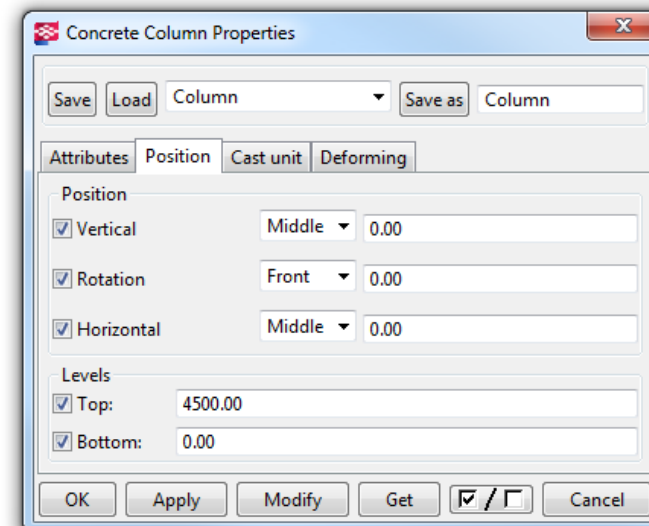 Concrete Column Properties
Save Load Column Save as Column
Attributes Position Cast unit Deforming
Position
Vertical Middle 0.00
Rotation Front 0.00
Horizontal Middle 0.00
Levels
Top: 4500.00
Bottom: 0.00
OK Apply Modify Get / Cancel